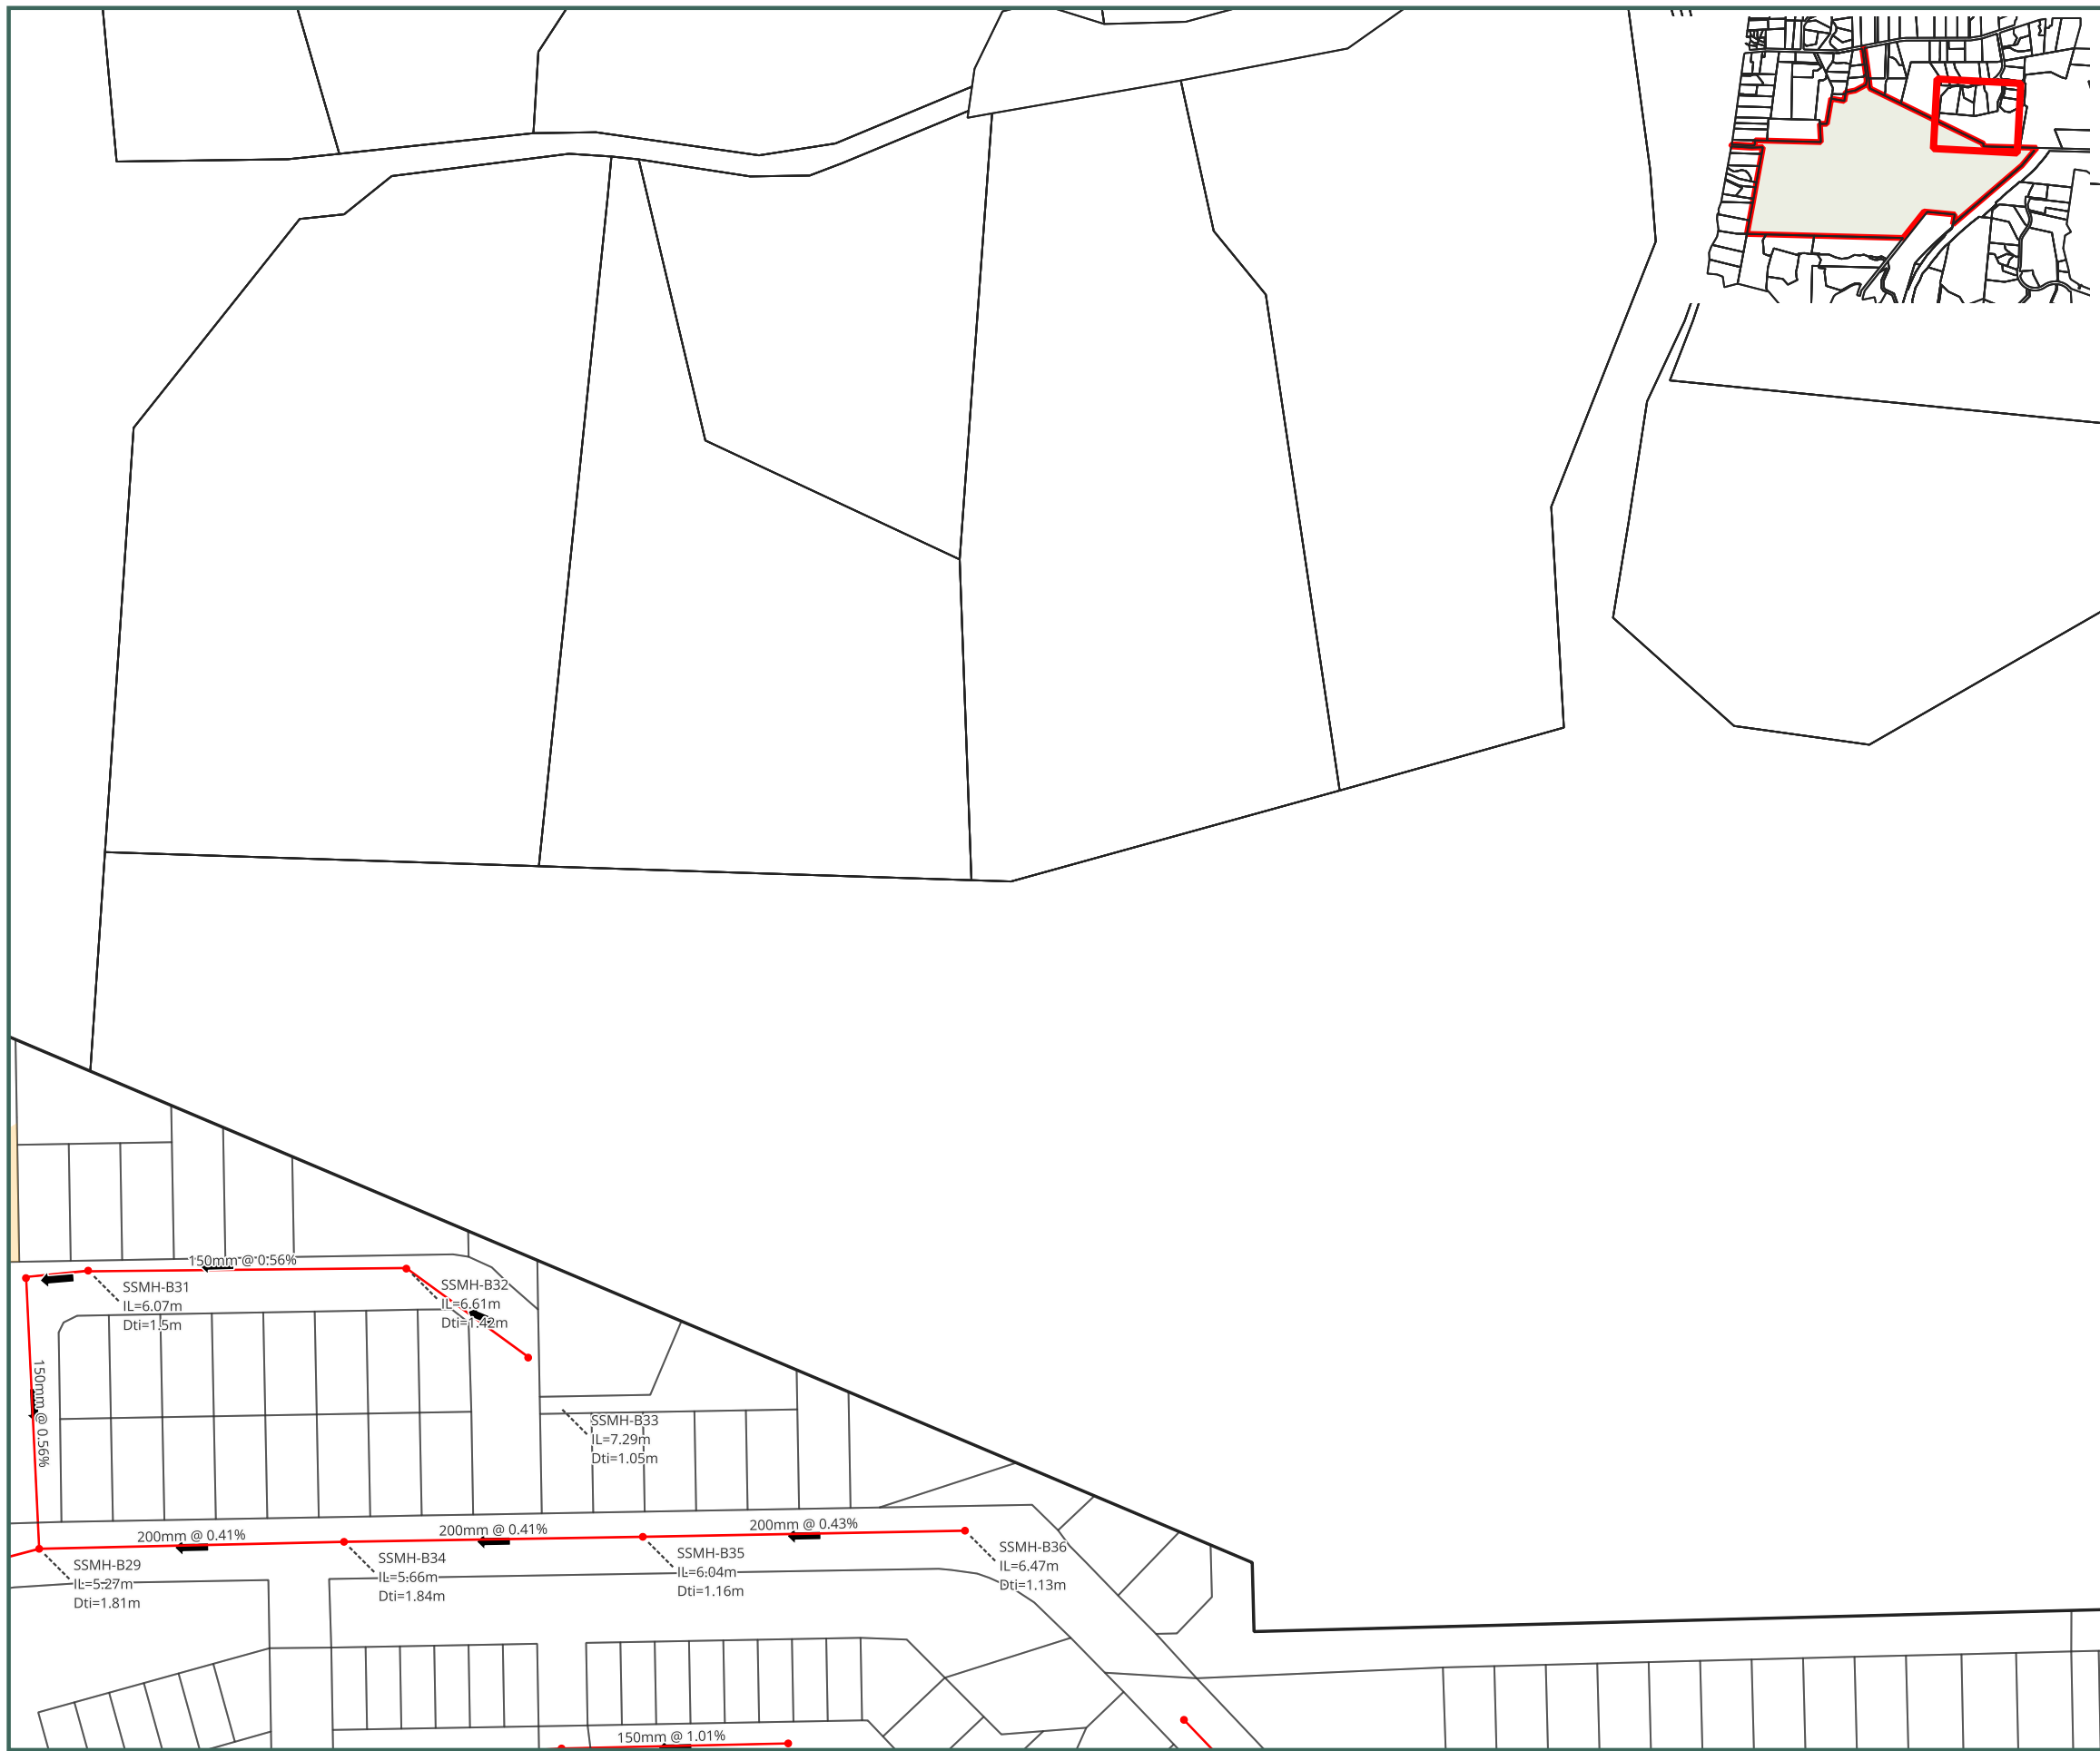 150mm @ 0.56%
SSMH-B31
IL=6.07m
Dti=1.5m
SSMH-B32
IL=6.61m
Dti=1.42m
150mm @ 0.56%
SSMH-B33
IL=7.29m
Dti=1.05m
200mm @ 0.41%
200mm @ 0.41%
200mm @ 0.43%
SSMH-B29
IL=5.27m
Dti=1.81m
SSMH-B34
IL=5.66m
Dti=1.84m
SSMH-B35
IL=6.04m
Dti=1.16m
SSMH-B36
IL=6.47m
Dti=1.13m
150mm @ 1.01%